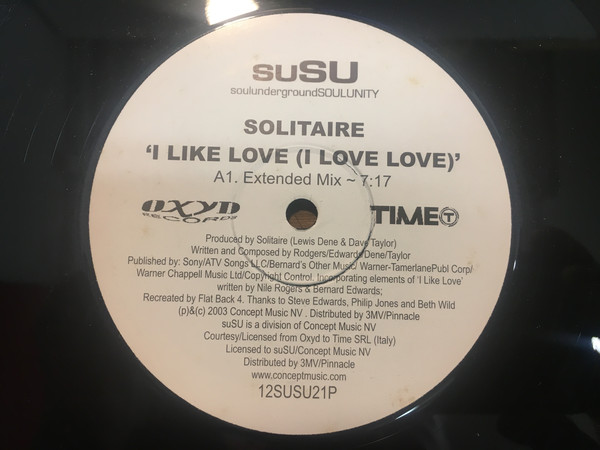 suSU
soulundergroundSOULUNITY
SOLITAIRE
'I LIKE LOVE (I LOVE LOVE)'
A1. Extended Mix ~ 7:17
OXYD RECORDS
TIME T
Produced by Solitaire (Lewis Dene & Dave Taylor)
Written and Composed by Rodgers/Edwards/Dene/Taylor
Published by: Sony/ATV Songs LLC/Bernard's Other Music/ Warner-TamerlanePubl Corp/
Warner Chappell Music Ltd/Copyright Control. Incorporating elements of 'I Like Love'
written by Nile Rogers & Bernard Edwards;
Recreated by Flat Back 4. Thanks to Steve Edwards, Philip Jones and Beth Wild
(p)&(c) 2003 Concept Music NV . Distributed by 3MV/Pinnacle
suSU is a division of Concept Music NV
Courtesy/Licensed from Oxyd to Time SRL (Italy)
Licensed to suSU/Concept Music NV
Distributed by 3MV/Pinnacle
www.conceptmusic.com
12SUSU21P